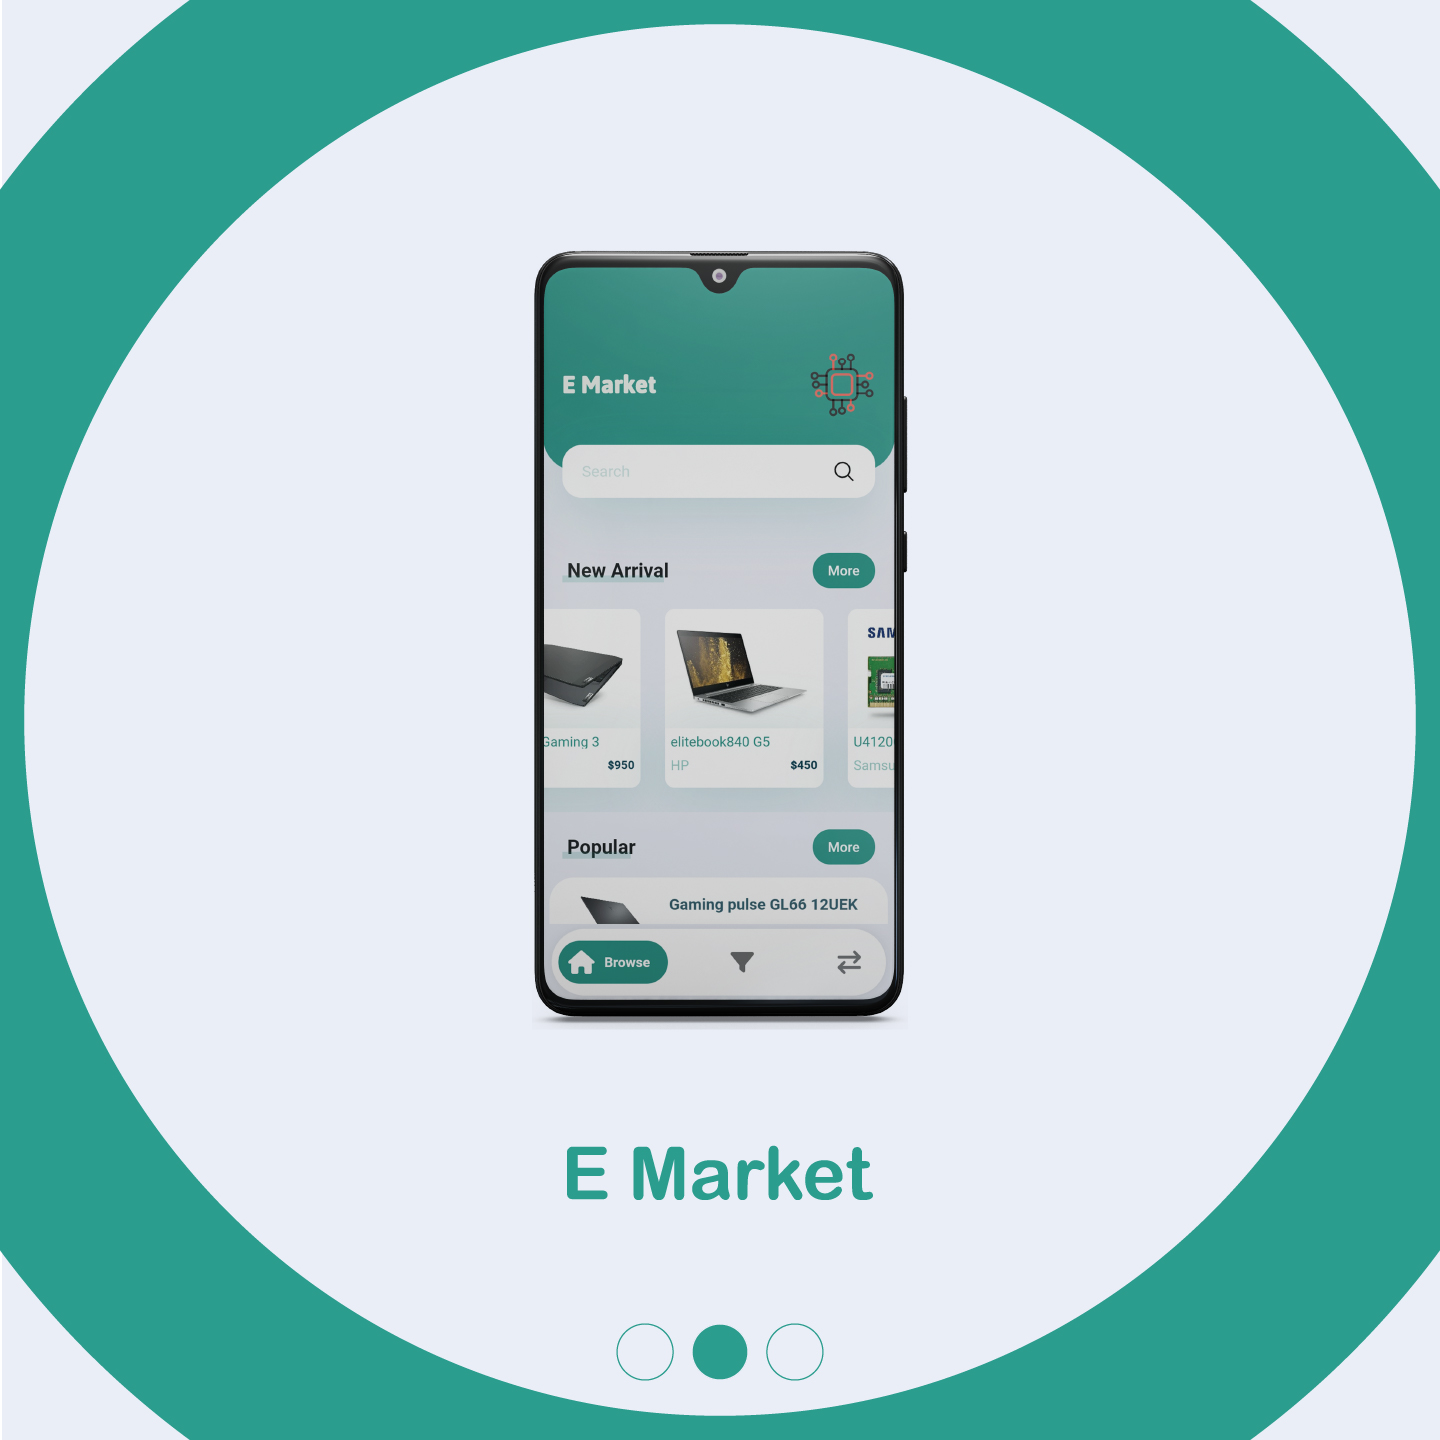 E Market
Search
New Arrival
More
SAM
Gaming 3
$950
elitebook840 G5
HP
$450
U4120
Samsu
Popular
More
Gaming pulse GL66 12UEK
Browse
E Market